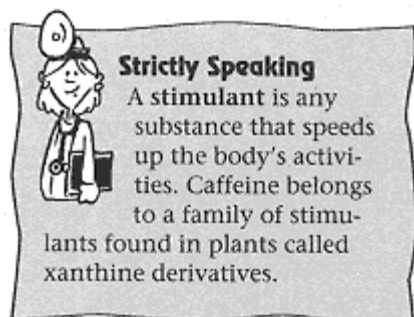 Strictly Speaking
A stimulant is any
substance that speeds
up the body's activi-
ties. Caffeine belongs
to a family of stimu-
lants found in plants called
xanthine derivatives.